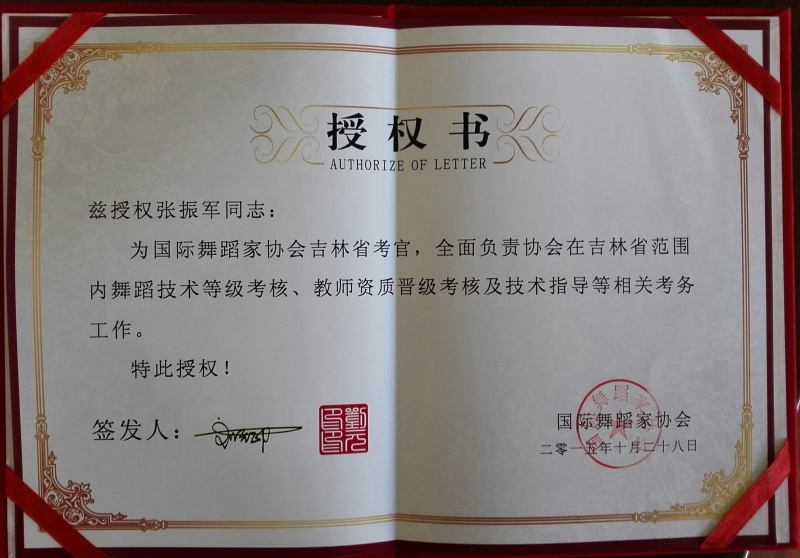 授权书
AUTHORIZE OF LETTER
兹授权张振军同志：
为国际舞蹈家协会吉林省考官，全面负责协会在吉林省范围
内舞蹈技术等级考核、教师资质晋级考核及技术指导等相关考务
工作。
特此授权！
签发人：
国际舞蹈家协会
二零一五年十月二十八日